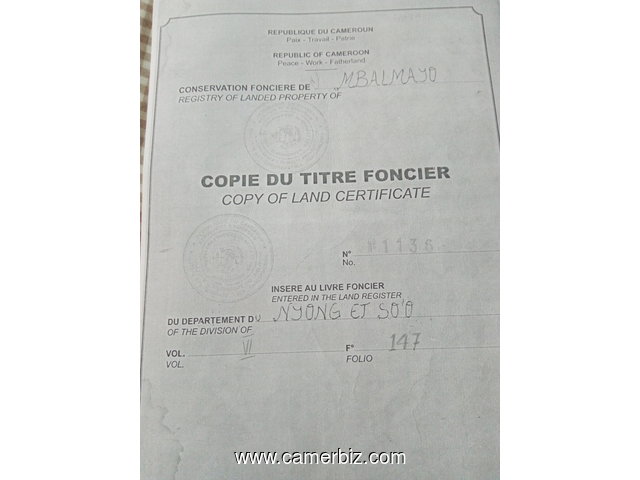 REPUBLIQUE DU CAMEROUN
Paix - Travail - Patrie
REPUBLIC OF CAMEROON
Peace - Work - Fatherland
CONSERVATION FONCIERE DE MBALMAYO
REGISTRY OF LANDED PROPERTY OF
COPIE DU TITRE FONCIER
COPY OF LAND CERTIFICATE
N°
No.
INSERE AU LIVRE FONCIER
ENTERED IN THE LAND REGISTER
DU DEPARTEMENT DU NYONG ET SO'O
OF THE DIVISION OF
VOL. VI F° 147
VOL. FOLIO
www.camerbiz.com